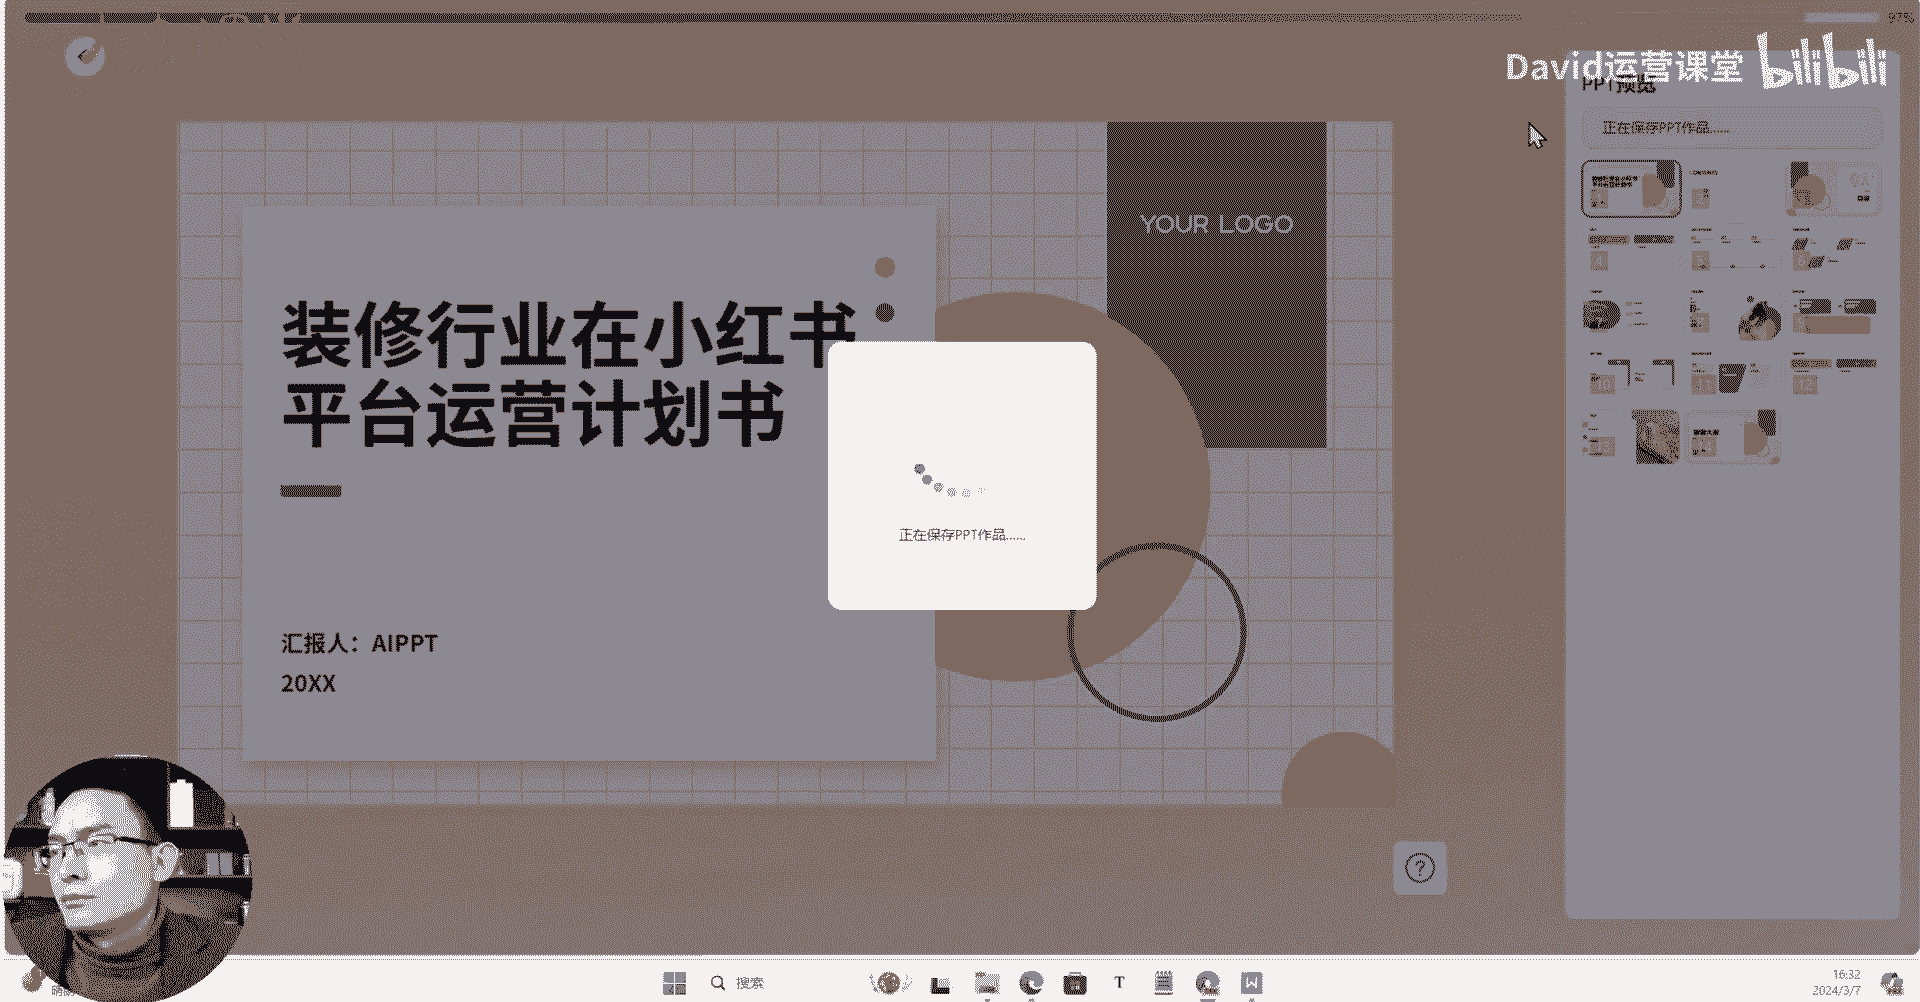 97%
David运营课堂 bilibili
PPT预览
正在保存PPT作品......
YOUR LOGO
装修行业在小红书
平台运营计划书
正在保存PPT作品......
汇报人：AIPPT
20XX
搜索
16:32
2024/3/7